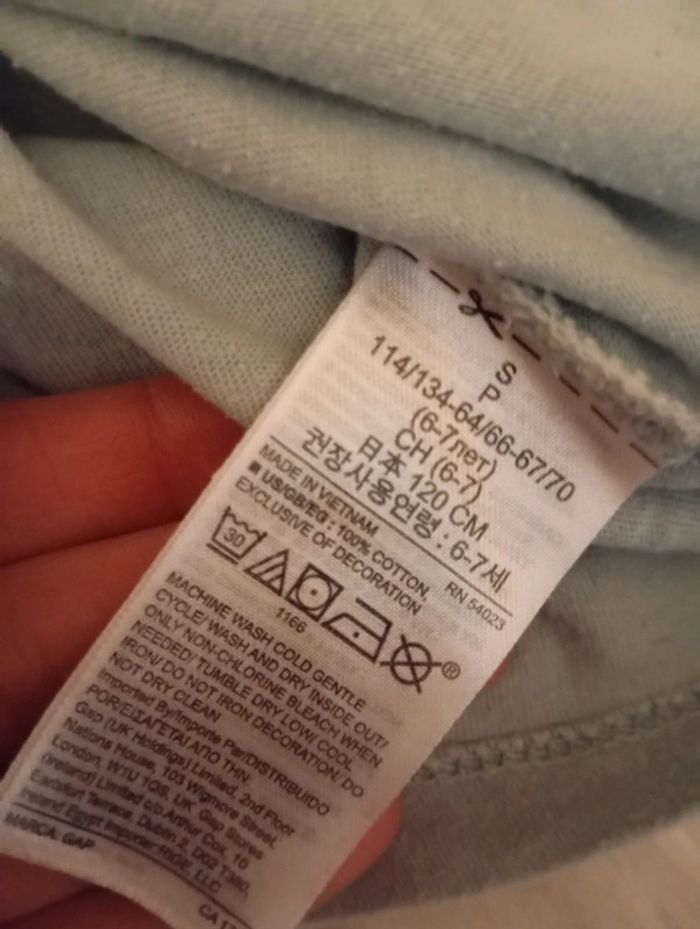 S
P
114/134-64/66-67/70
(6-7лет)
CH (6-7)
日本 120 CM
권장사용연령 : 6-7세
MADE IN VIETNAM
RN 54023
■ US/GB/EG : 100% COTTON,
EXCLUSIVE OF DECORATION
30
®
1166
MACHINE WASH COLD GENTLE
CYCLE/ WASH AND DRY INSIDE OUT/
ONLY NON-CHLORINE BLEACH WHEN
NEEDED/ TUMBLE DRY LOW/ COOL
IRON/ DO NOT IRON DECORATION/ DO
NOT DRY CLEAN
Imported By/Importe Par/DISTRIBUIDO
POR/ΕΙΣΑΓΕΤΑΙ ΑΠΟ ΤΗΝ
Gap (UK Holdings) Limited, 2nd Floor
Nations House, 103 Wigmore Street,
London, W1U 1QS, UK. Gap Stores
(Ireland) Limited c/o Arthur Cox, 10
Earlsfort Terrace, Dublin 2, D02 T380,
Ireland Egypt Importer: LLC
MARCA: GAP
CA